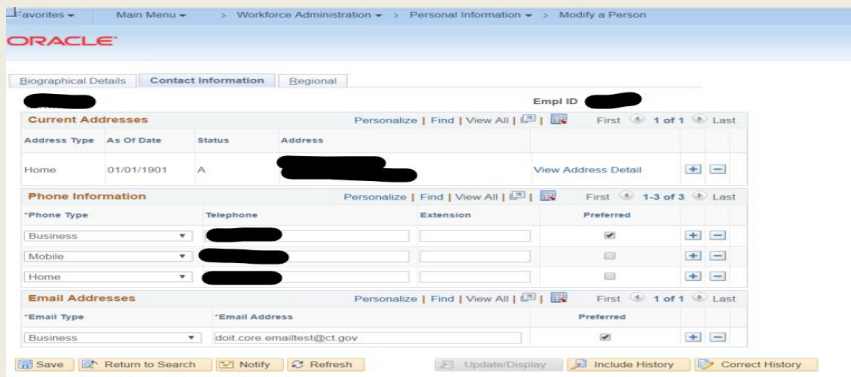 Favorites Main Menu > Workforce Administration > Personal Information > Modify a Person
ORACLE
Biographical Details Contact Information Regional
Empl ID
Current Addresses Personalize | Find | View All | | First 1 of 1 Last
Address Type As Of Date Status Address
Home 01/01/1901 A View Address Detail
Phone Information Personalize | Find | View All | | First 1-3 of 3 Last
*Phone Type Telephone Extension Preferred
Business
Mobile
Home
Email Addresses Personalize | Find | View All | | First 1 of 1 Last
*Email Type *Email Address Preferred
Business doit.core.emailtest@ct.gov
Save Return to Search Notify Refresh Update/Display Include History Correct History